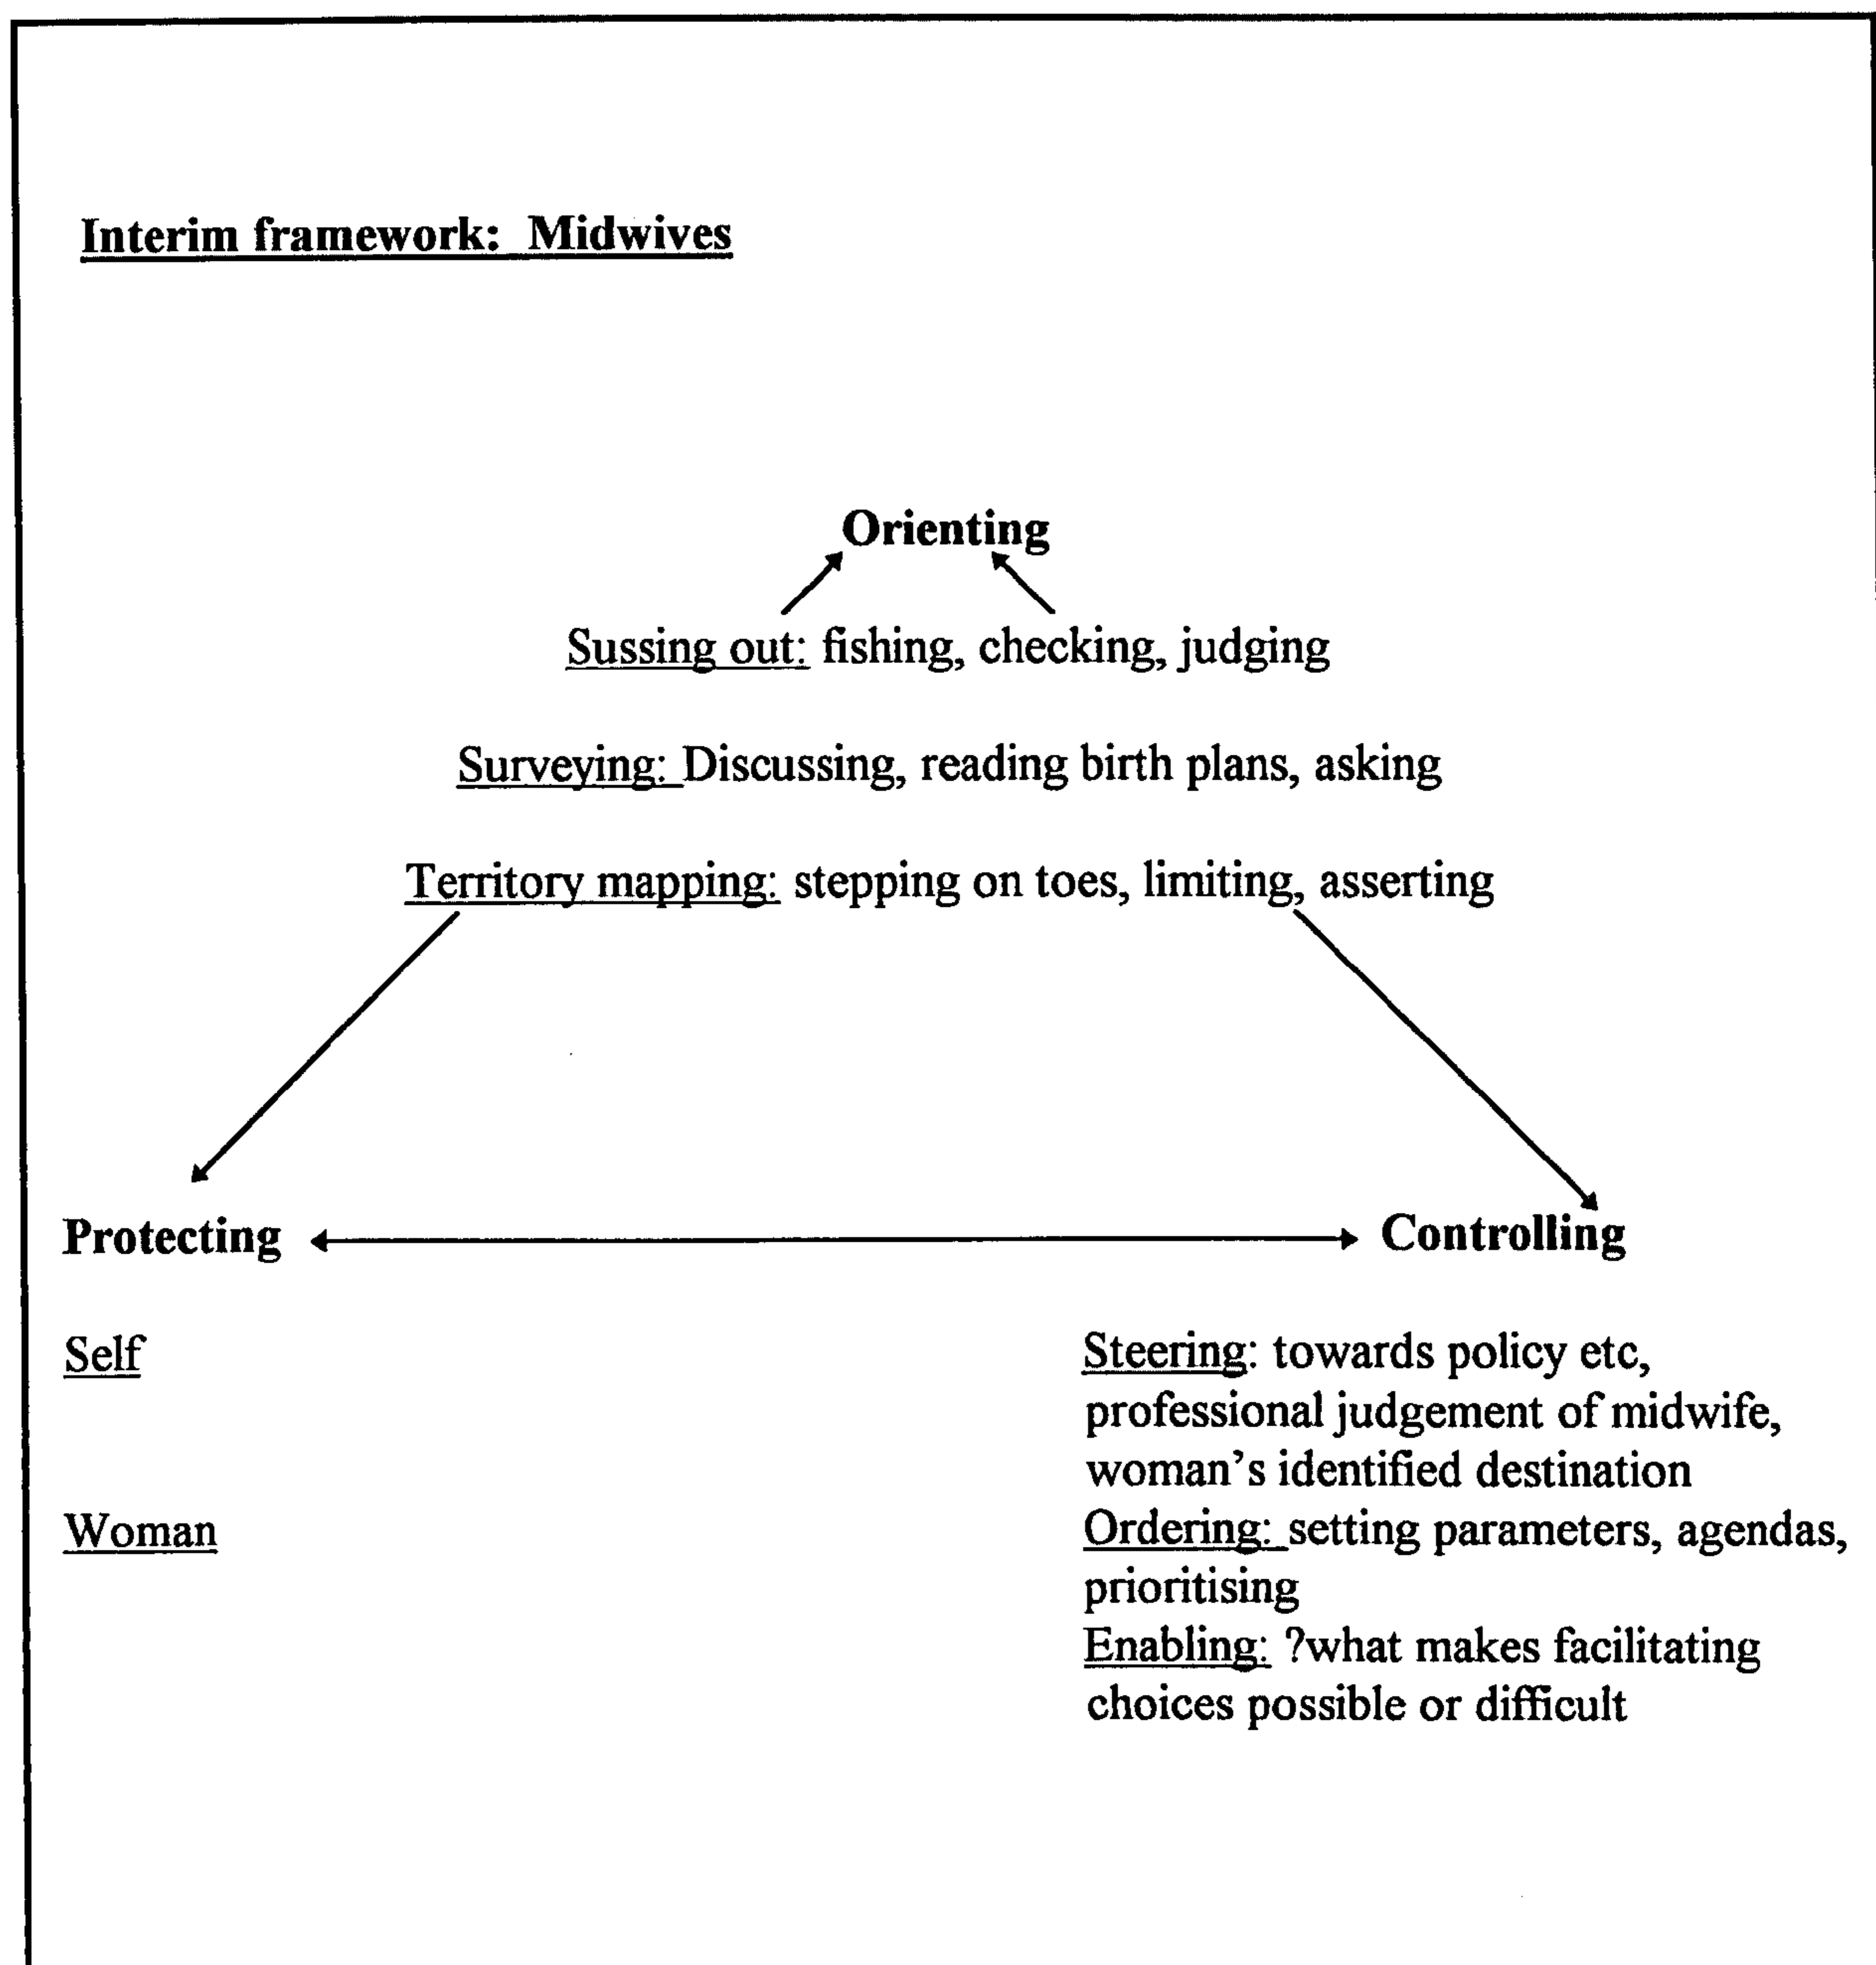 Interim framework: Midwives
Orienting
Sussing out: fishing, checking, judging
Surveying: Discussing, reading birth plans, asking
Territory mapping: stepping on toes, limiting, asserting
Protecting
Controlling
Self
Steering: towards policy etc,
professional judgement of midwife,
woman's identified destination
Woman
Ordering: setting parameters, agendas,
prioritising
Enabling: ?what makes facilitating
choices possible or difficult